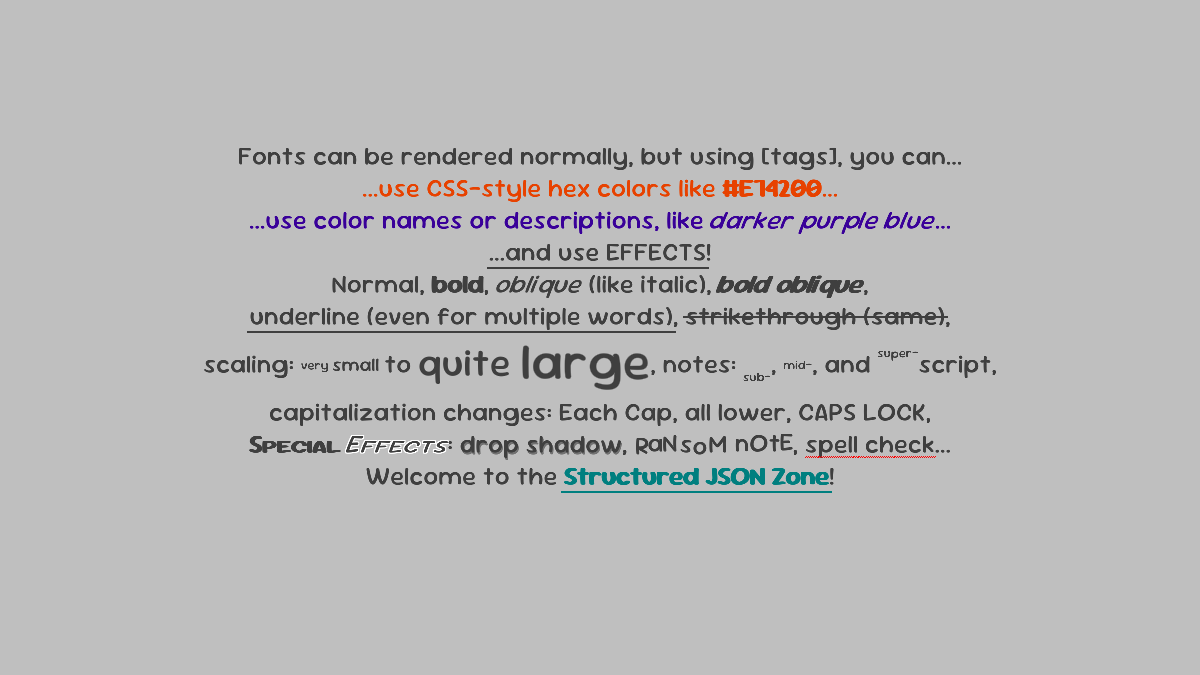 Fonts can be rendered normally, but using [tags], you can...
...use CSS-style hex colors like #E74200...
...use color names or descriptions, like darker purple blue...
...and use EFFECTS!
Normal, bold, oblique (like italic), bold oblique,
underline (even for multiple words), strikethrough (same),
scaling: very small to quite large, notes: sub-, mid-, and super-script,
capitalization changes: Each Cap, all lower, CAPS LOCK,
SPECIAL EFFECTS: drop shadow, RaNsoM nOtE, spell check...
Welcome to the Structured JSON Zone!